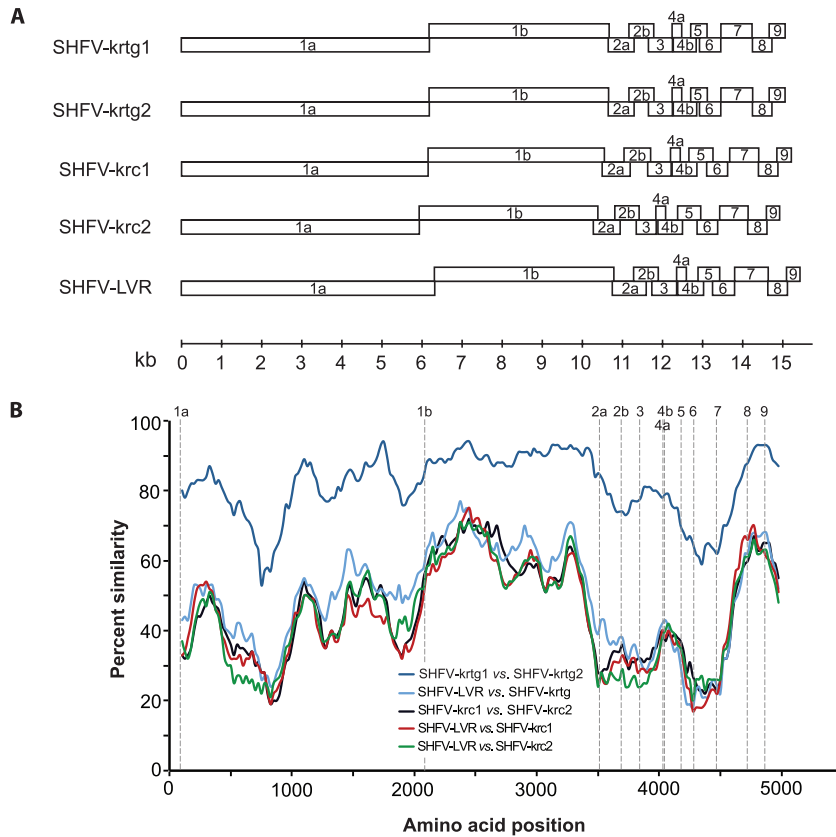 A
4a
2b 5 7 9
1b
SHFV-krtg1
1a 2a 3 4b 6 8
4a
2b 5 7 9
1b
SHFV-krtg2
1a 2a 3 4b 6 8
4a
1b 2b 5 7 9
SHFV-krc1
1a 2a 3 4b 6 8
4a
1b 2b 5 7 9
SHFV-krc2
1a 2a 3 4b 6 8
4a
1b 2b 5 7 9
SHFV-LVR
1a 2a 3 4b 6 8
kb 0 1 2 3 4 5 6 7 8 9 10 11 12 13 14 15
B
1a 1b 2a 2b 3 4b 5 6 7 8 9
4a
100
80
60
40
20
0
Percent similarity
SHFV-krtg1 vs. SHFV-krtg2
SHFV-LVR vs. SHFV-krtg
SHFV-krc1 vs. SHFV-krc2
SHFV-LVR vs. SHFV-krc1
SHFV-LVR vs. SHFV-krc2
0 1000 2000 3000 4000 5000
Amino acid position